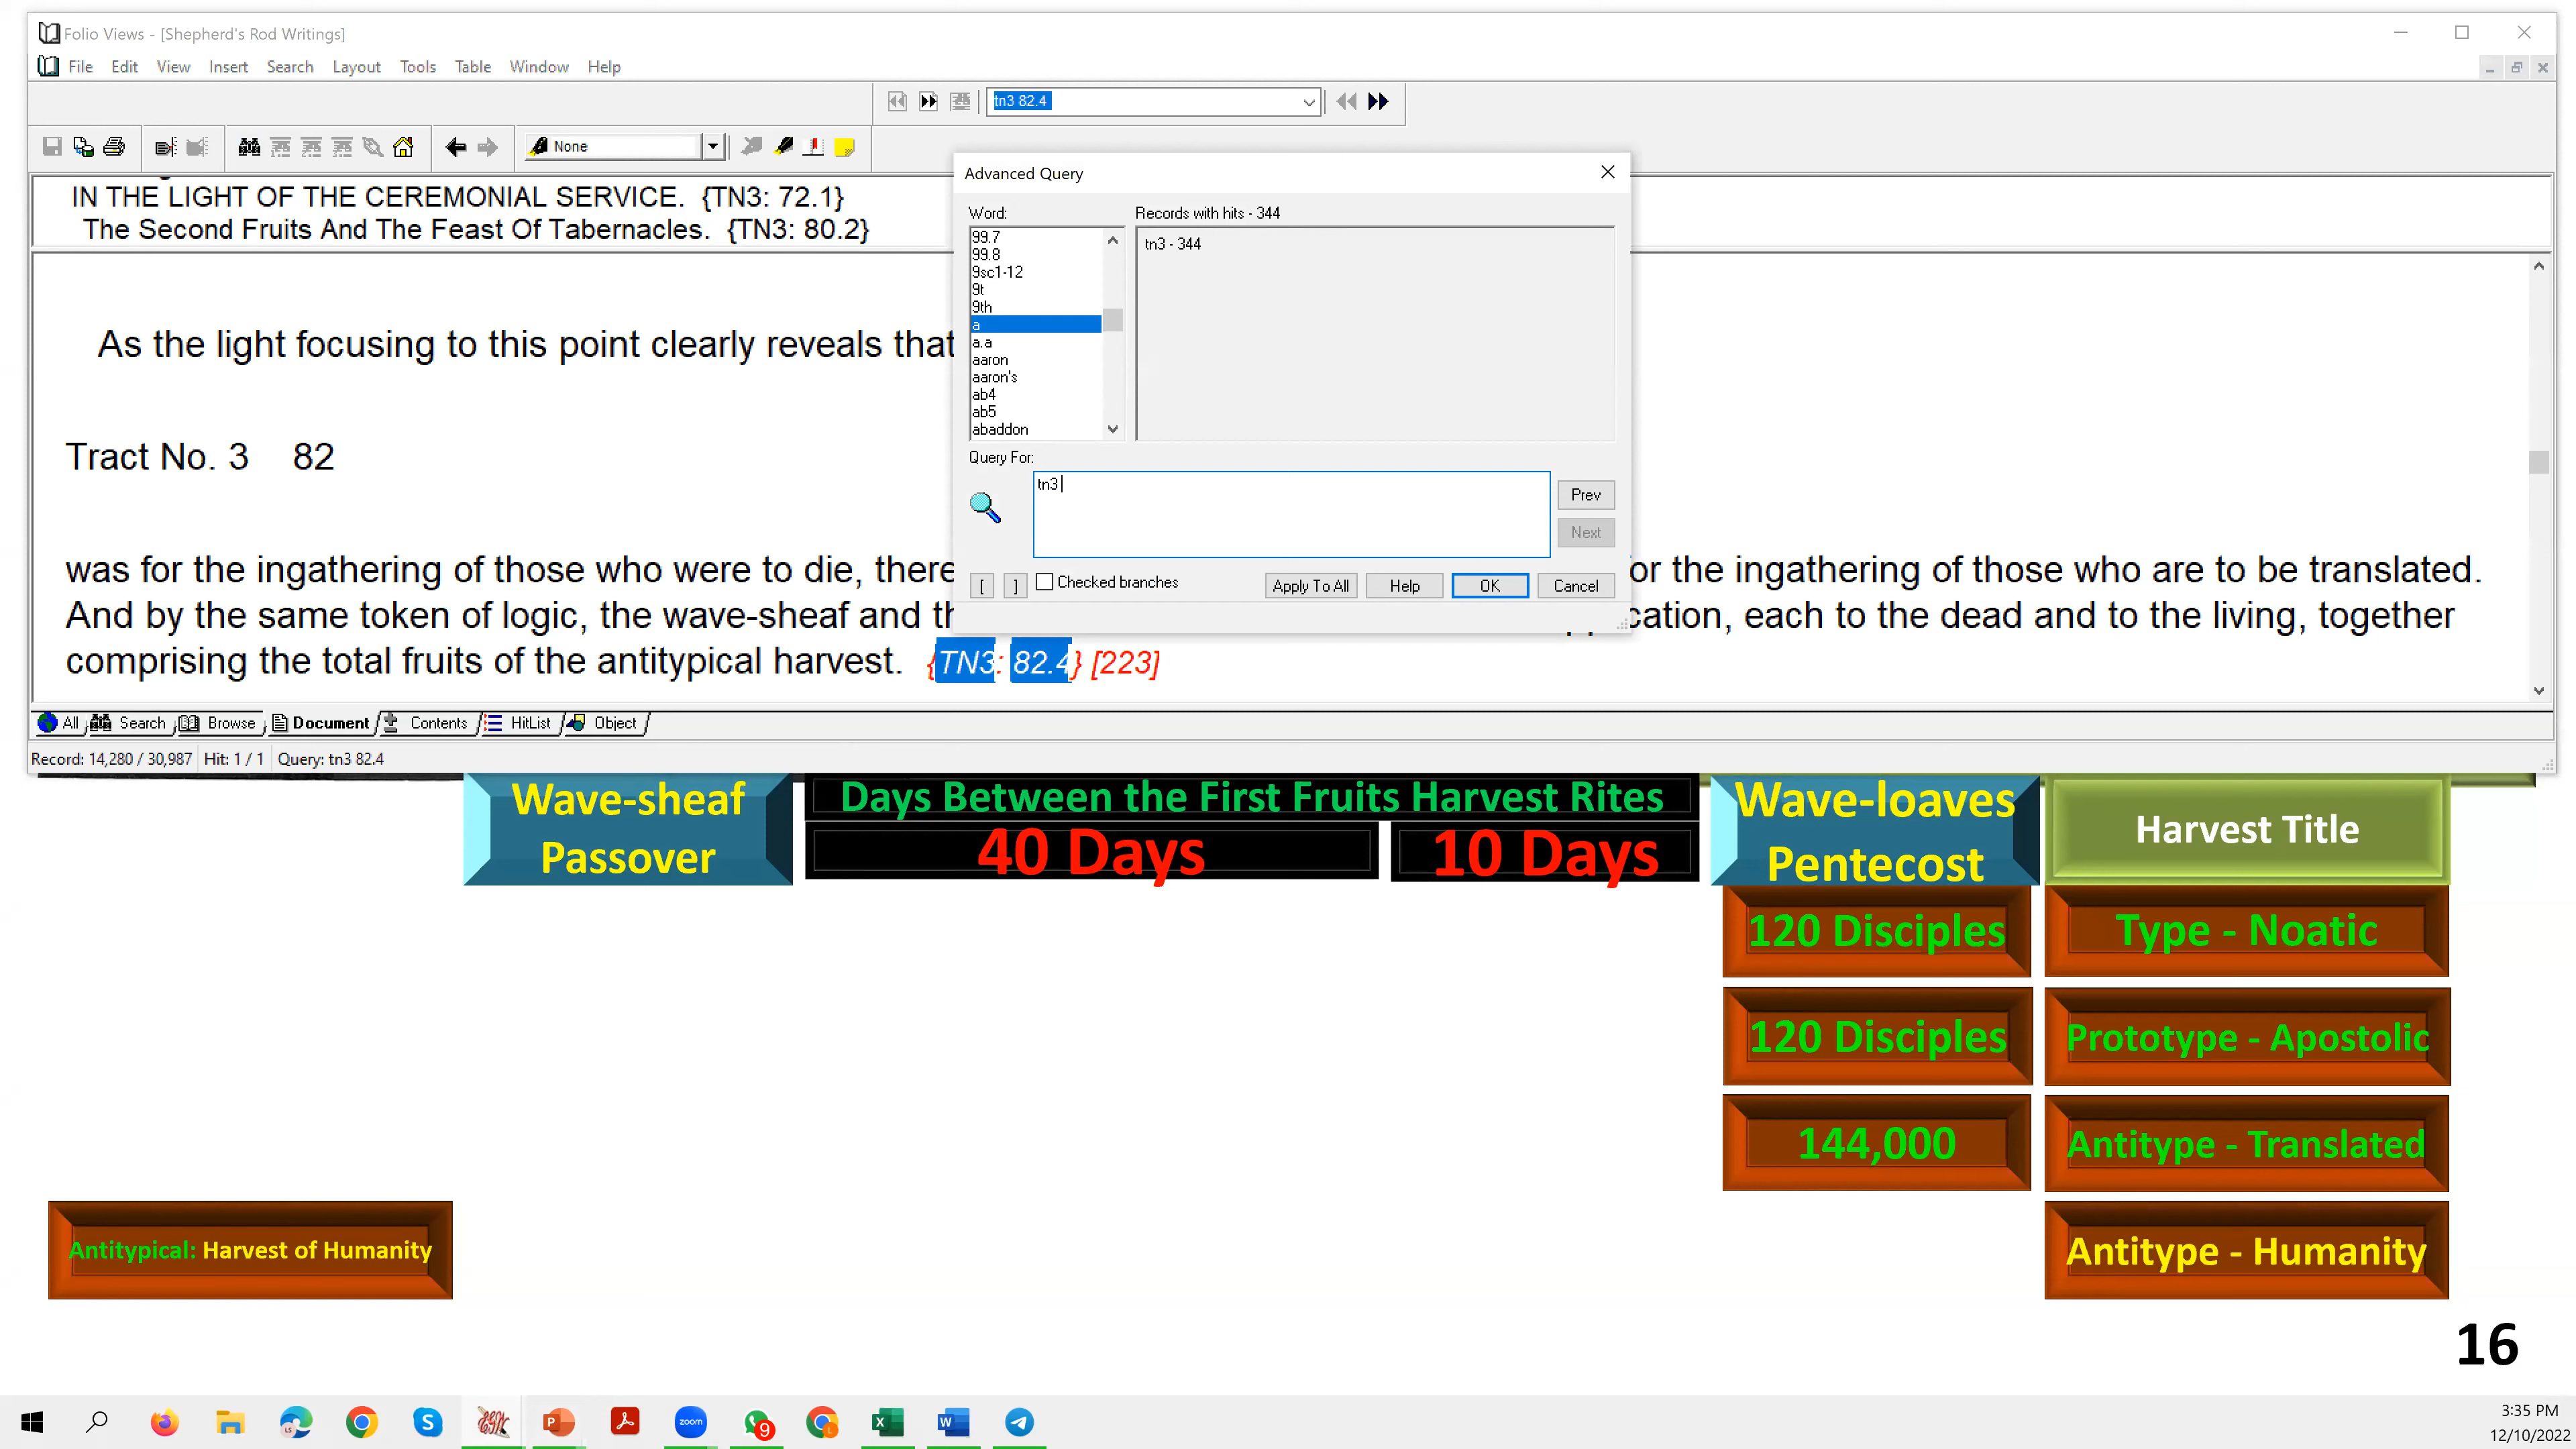 Folio Views - [Shepherd's Rod Writings]
File Edit View Insert Search Layout Tools Table Window Help
tn3 82.4
None
IN THE LIGHT OF THE CEREMONIAL SERVICE. {TN3: 72.1}
The Second Fruits And The Feast Of Tabernacles. {TN3: 80.2}
As the light focusing to this point clearly reveals that
Tract No. 3 82
was for the ingathering of those who were to die, there
or the ingathering of those who are to be translated.
And by the same token of logic, the wave-sheaf and
cation, each to the dead and to the living, together
comprising the total fruits of the antitypical harvest. {TN3: 82.4} [223]
Advanced Query
Word:
Records with hits - 344
99.7
99.8
9sc1-12
9t
9th
a
a.a
aaron
aaron's
ab4
ab5
abaddon
tn3 - 344
Query For:
tn3
Prev
Next
[ ] Checked branches
Apply To All Help OK Cancel
All Search Browse Document Contents HitList Object
Record: 14,280 / 30,987 Hit: 1 / 1 Query: tn3 82.4
Wave-sheaf
Passover
Days Between the First Fruits Harvest Rites
40 Days
10 Days
Wave-loaves
Pentecost
Harvest Title
120 Disciples
Type - Noatic
120 Disciples
Prototype - Apostolic
144,000
Antitype - Translated
Antitypical: Harvest of Humanity
Antitype - Humanity
16
LS
S
P
zoom
9
L
X
W
3:35 PM
12/10/2022